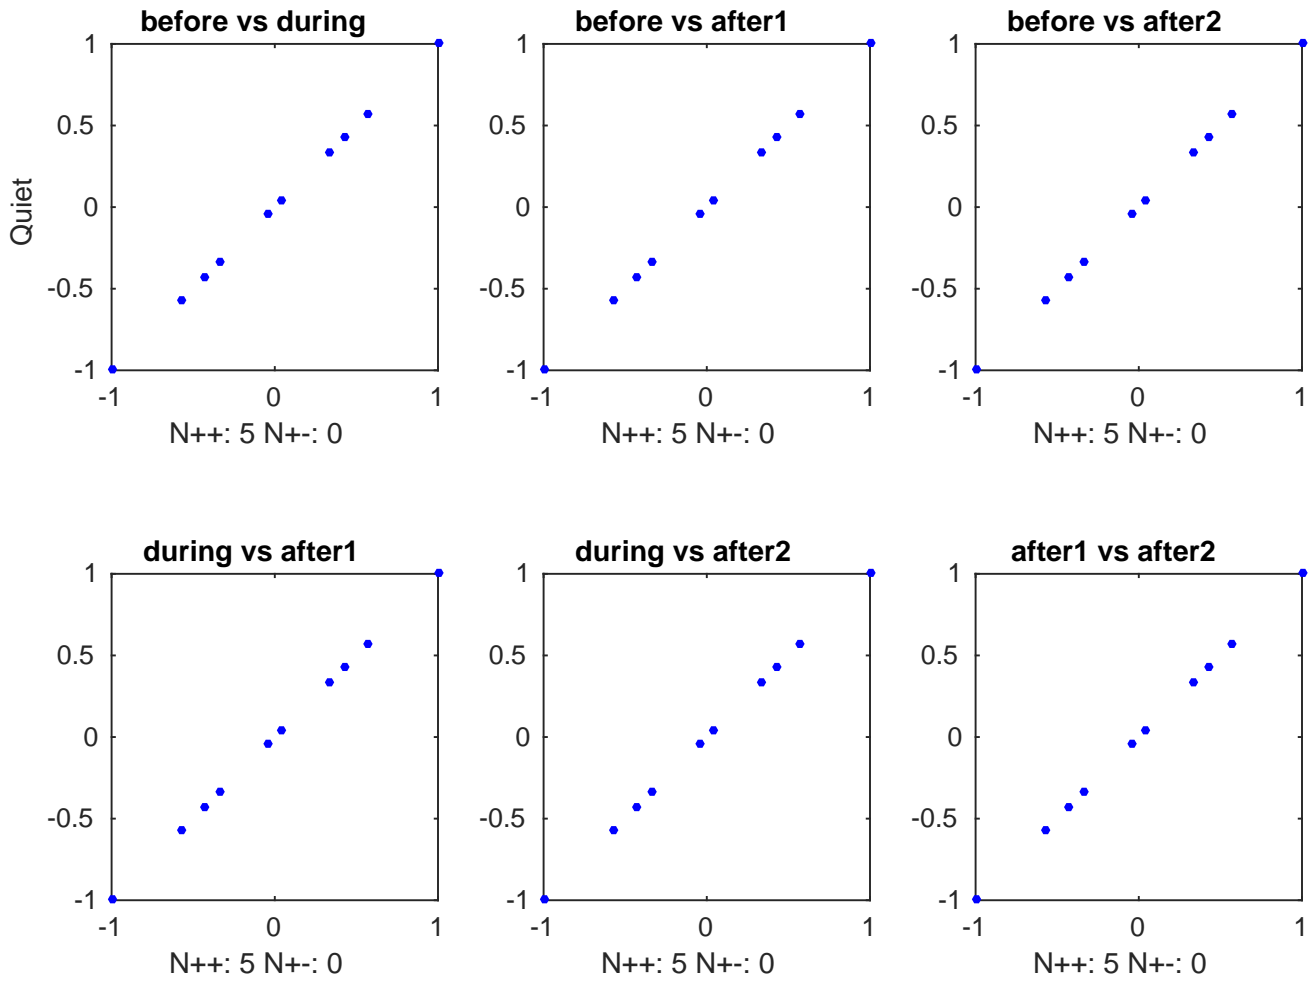 before vs during
before vs after1
before vs after2
1
0.5
0
-0.5
-1
Quiet
-1 0 1
N++: 5 N+-: 0
1
0.5
0
-0.5
-1
-1 0 1
N++: 5 N+-: 0
1
0.5
0
-0.5
-1
-1 0 1
N++: 5 N+-: 0
during vs after1
during vs after2
after1 vs after2
1
0.5
0
-0.5
-1
-1 0 1
N++: 5 N+-: 0
1
0.5
0
-0.5
-1
-1 0 1
N++: 5 N+-: 0
1
0.5
0
-0.5
-1
-1 0 1
N++: 5 N+-: 0